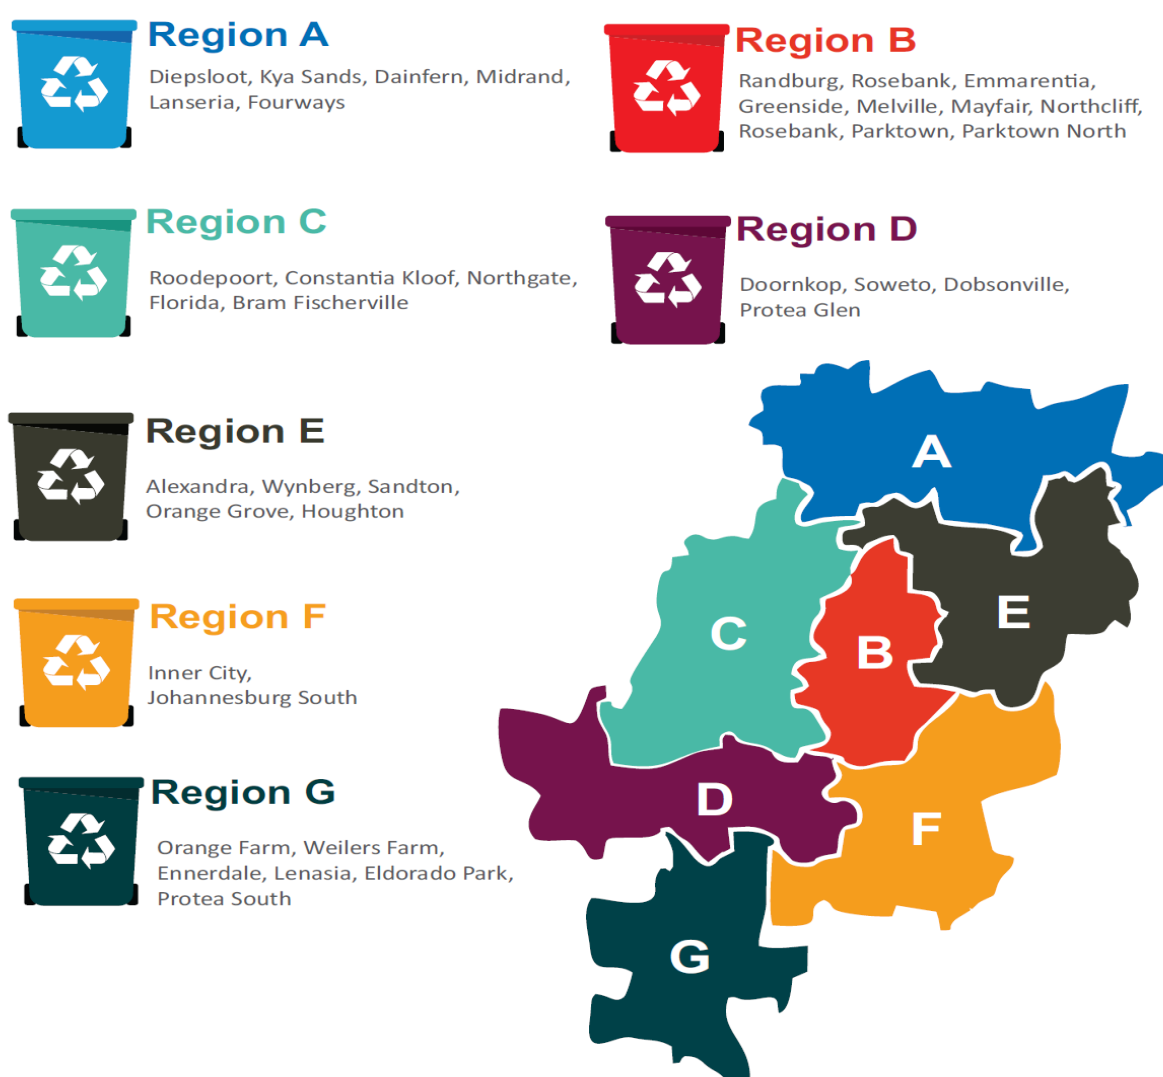 Region A
Diepsloot, Kya Sands, Dainfern, Midrand,
Lanseria, Fourways
Region B
Randburg, Rosebank, Emmarentia,
Greenside, Melville, Mayfair, Northcliff,
Rosebank, Parktown, Parktown North
Region C
Roodepoort, Constantia Kloof, Northgate,
Florida, Bram Fischerville
Region D
Doornkop, Soweto, Dobsonville,
Protea Glen
Region E
Alexandra, Wynberg, Sandton,
Orange Grove, Houghton
Region F
Inner City,
Johannesburg South
Region G
Orange Farm, Weilers Farm,
Ennerdale, Lenasia, Eldorado Park,
Protea South
A
E
C
B
D
F
G